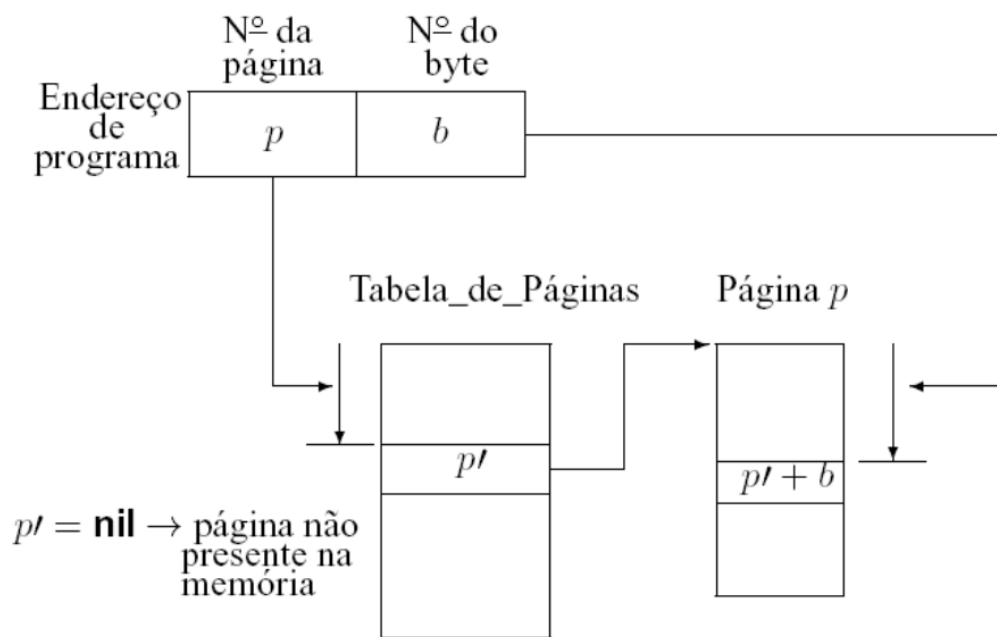 Nº da
página
Nº do
byte
Endereço
de
programa
p
b
Tabela_de_Páginas
Página p
p′
p′ + b
p′ = nil → página não
presente na
memória